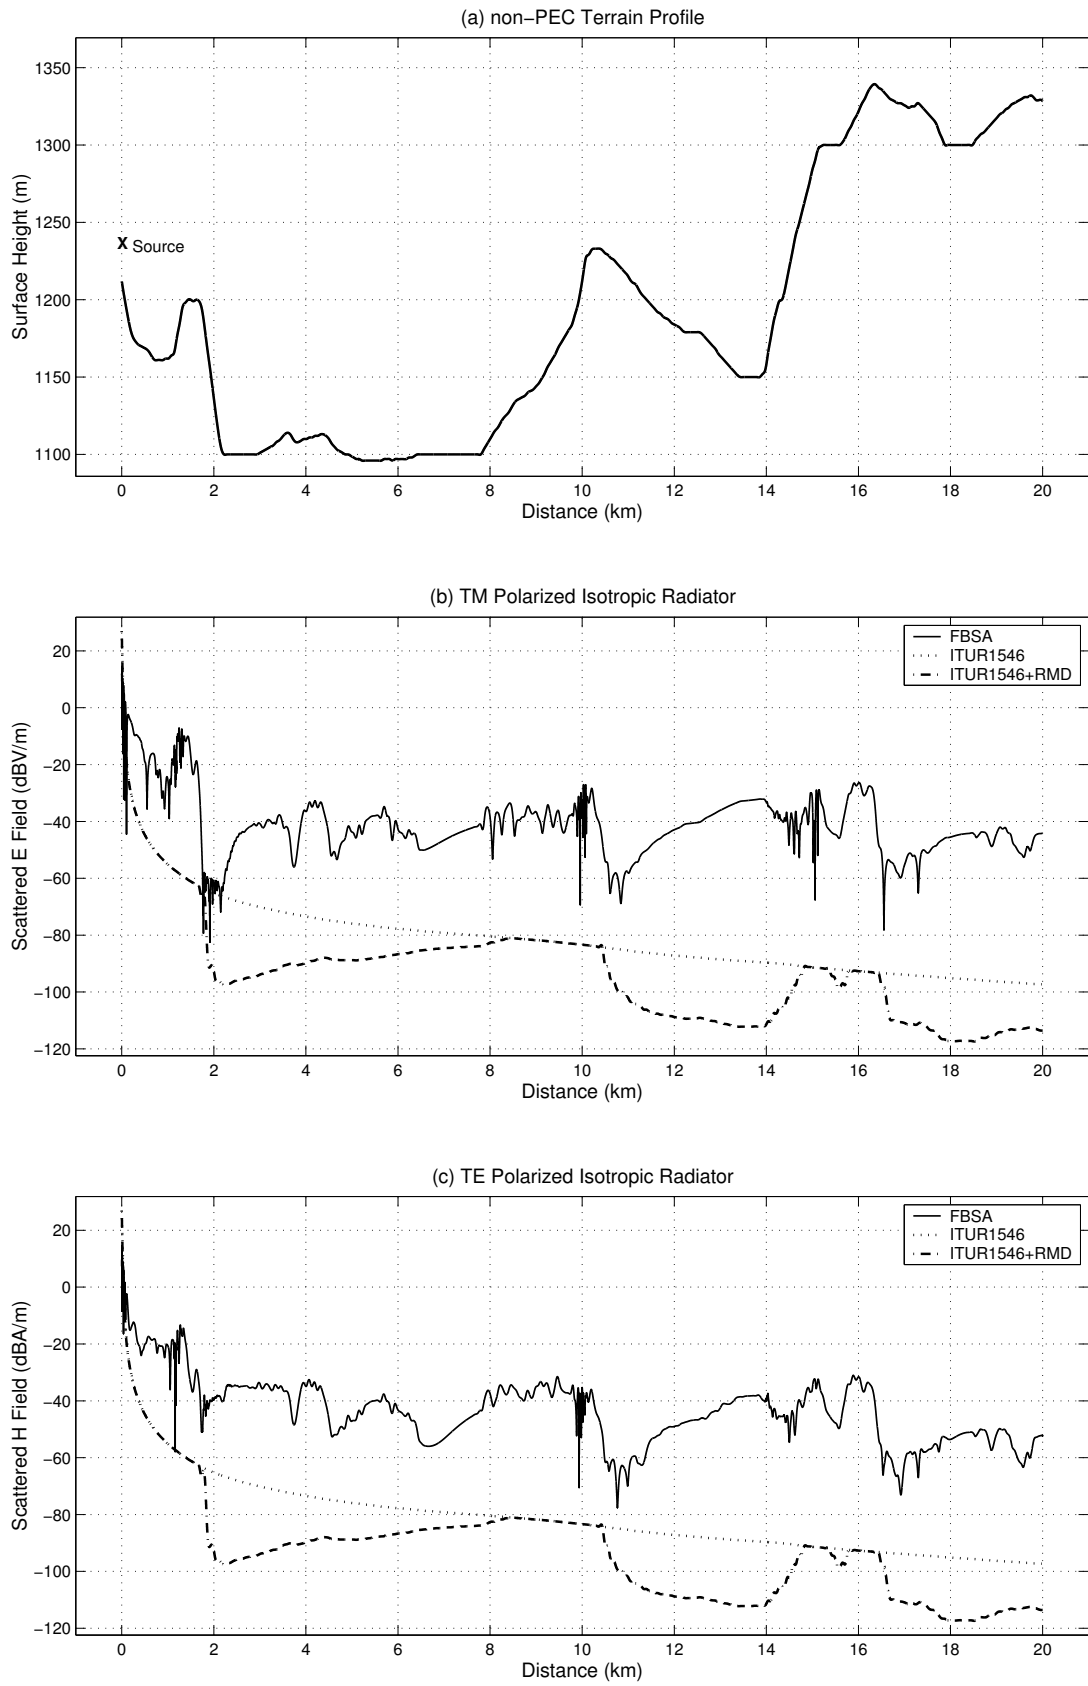 (a) non−PEC Terrain Profile
1350
1300
1250
1200
1150
1100
Surface Height (m)
x Source
0 2 4 6 8 10 12 14 16 18 20
Distance (km)
(b) TM Polarized Isotropic Radiator
20
0
−20
−40
−60
−80
−100
−120
Scattered E Field (dBV/m)
FBSA
ITUR1546
ITUR1546+RMD
0 2 4 6 8 10 12 14 16 18 20
Distance (km)
(c) TE Polarized Isotropic Radiator
20
0
−20
−40
−60
−80
−100
−120
Scattered H Field (dBA/m)
FBSA
ITUR1546
ITUR1546+RMD
0 2 4 6 8 10 12 14 16 18 20
Distance (km)